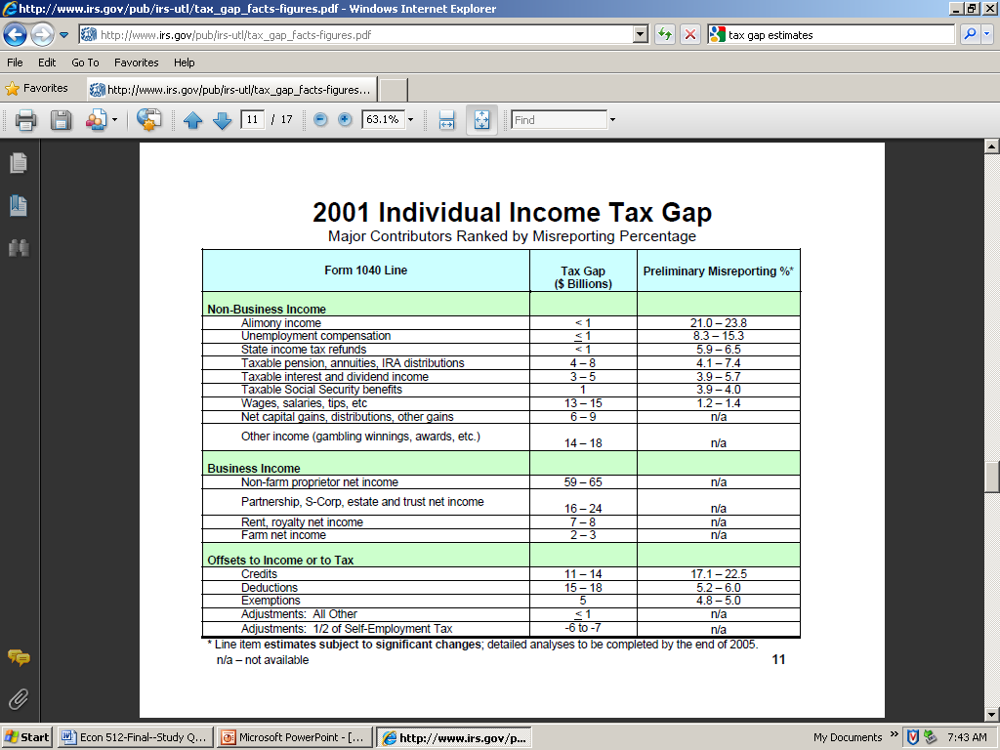 http://www.irs.gov/pub/irs-utl/tax_gap_facts-figures.pdf - Windows Internet Explorer
http://www.irs.gov/pub/irs-utl/tax_gap_facts-figures.pdf
tax gap estimates
File Edit Go To Favorites Help
Favorites http://www.irs.gov/pub/irs-utl/tax_gap_facts-figures...
11 / 17 63.1% Find
2001 Individual Income Tax Gap
Major Contributors Ranked by Misreporting Percentage
Form 1040 Line Tax Gap ($ Billions) Preliminary Misreporting %*
Non-Business Income
Alimony income < 1 21.0 – 23.8
Unemployment compensation ≤ 1 8.3 – 15.3
State income tax refunds < 1 5.9 – 6.5
Taxable pension, annuities, IRA distributions 4 – 8 4.1 – 7.4
Taxable interest and dividend income 3 – 5 3.9 – 5.7
Taxable Social Security benefits 1 3.9 – 4.0
Wages, salaries, tips, etc 13 – 15 1.2 – 1.4
Net capital gains, distributions, other gains 6 – 9 n/a
Other income (gambling winnings, awards, etc.) 14 – 18 n/a
Business Income
Non-farm proprietor net income 59 – 65 n/a
Partnership, S-Corp, estate and trust net income 16 – 24 n/a
Rent, royalty net income 7 – 8 n/a
Farm net income 2 – 3 n/a
Offsets to Income or to Tax
Credits 11 – 14 17.1 – 22.5
Deductions 15 – 18 5.2 – 6.0
Exemptions 5 4.8 – 5.0
Adjustments: All Other ≤ 1 n/a
Adjustments: 1/2 of Self-Employment Tax -6 to -7 n/a
* Line item estimates subject to significant changes; detailed analyses to be completed by the end of 2005.
n/a – not available 11
Start Econ 512-Final--Study Q... Microsoft PowerPoint - [... http://www.irs.gov/p... My Documents » 7:43 AM